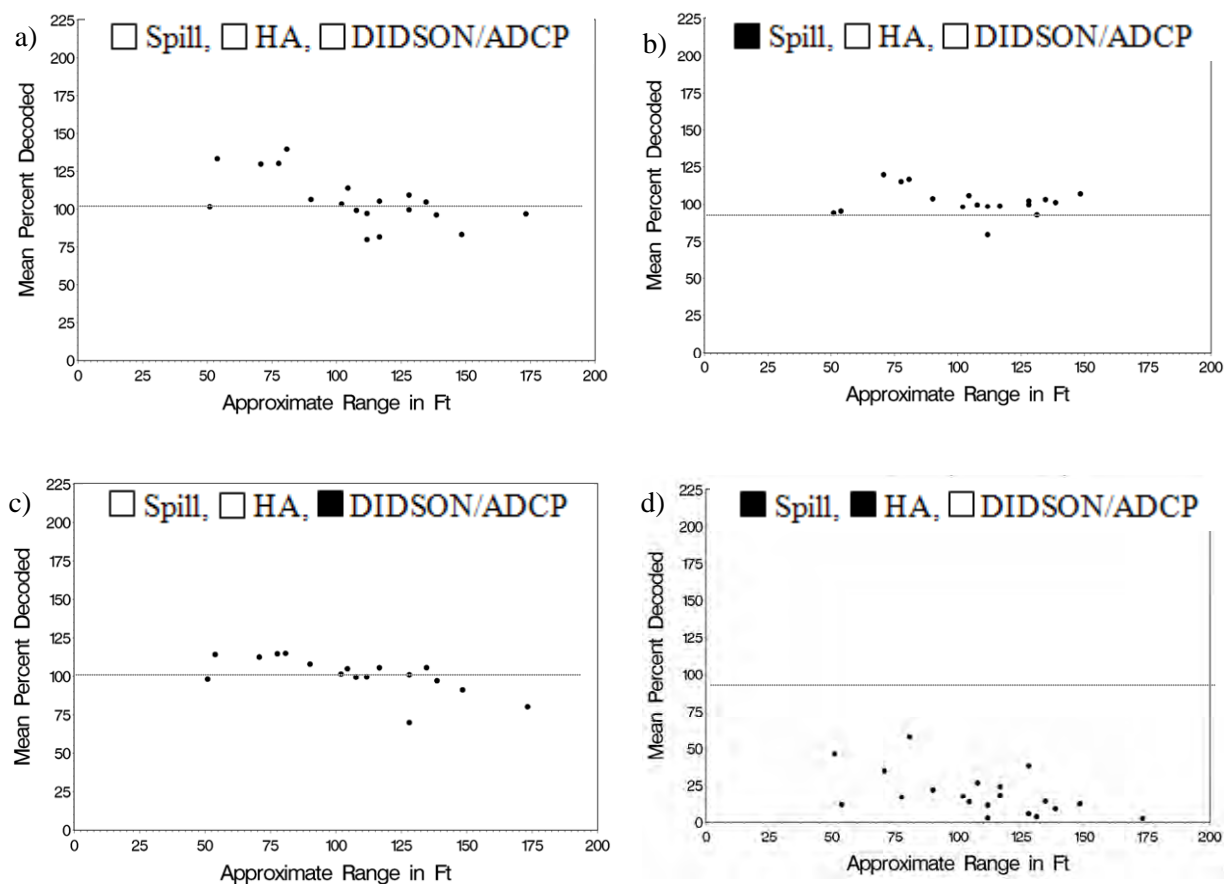 a)
☐ Spill, ☐ HA, ☐ DIDSON/ADCP
225
200
175
150
125
100
75
50
25
0
Mean Percent Decoded
0 25 50 75 100 125 150 175 200
Approximate Range in Ft
b)
■ Spill, ☐ HA, ☐ DIDSON/ADCP
225
200
175
150
125
100
75
50
25
0
Mean Percent Decoded
0 25 50 75 100 125 150 175 200
Approximate Range in Ft
c)
☐ Spill, ☐ HA, ■ DIDSON/ADCP
225
200
175
150
125
100
75
50
25
0
Mean Percent Decoded
0 25 50 75 100 125 150 175 200
Approximate Range in Ft
d)
■ Spill, ■ HA, ☐ DIDSON/ADCP
225
200
175
150
125
100
75
50
25
0
Mean Percent Decoded
0 25 50 75 100 125 150 175 200
Approximate Range in Ft